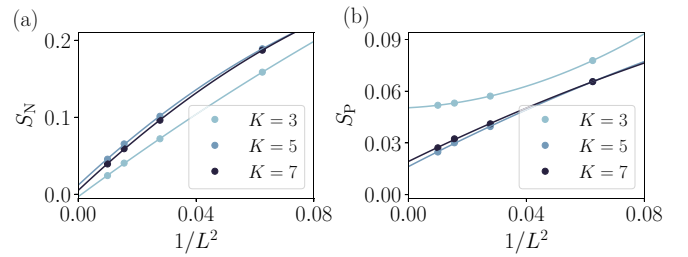 (a)
S_N
0.2
0.1
0.0
0.00
0.04
0.08
1/L^2
K = 3
K = 5
K = 7
(b)
S_P
0.09
0.06
0.03
0.00
0.00
0.04
0.08
1/L^2
K = 3
K = 5
K = 7